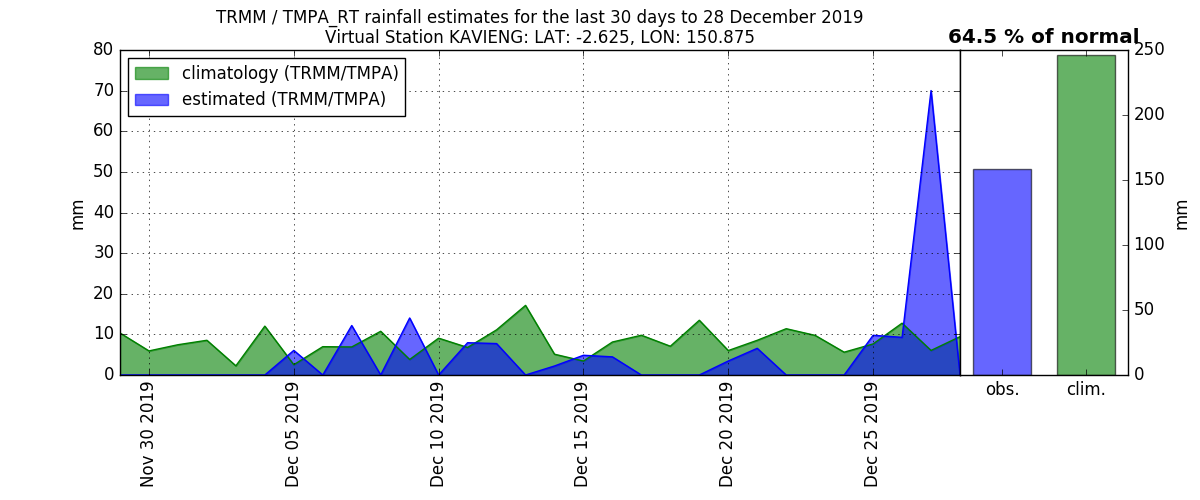 TRMM / TMPA_RT rainfall estimates for the last 30 days to 28 December 2019
Virtual Station KAVIENG: LAT: -2.625, LON: 150.875
64.5 % of normal
climatology (TRMM/TMPA)
estimated (TRMM/TMPA)
80
70
60
50
40
30
20
10
0
mm
Nov 30 2019
Dec 05 2019
Dec 10 2019
Dec 15 2019
Dec 20 2019
Dec 25 2019
obs.
clim.
250
200
150
100
50
0
mm